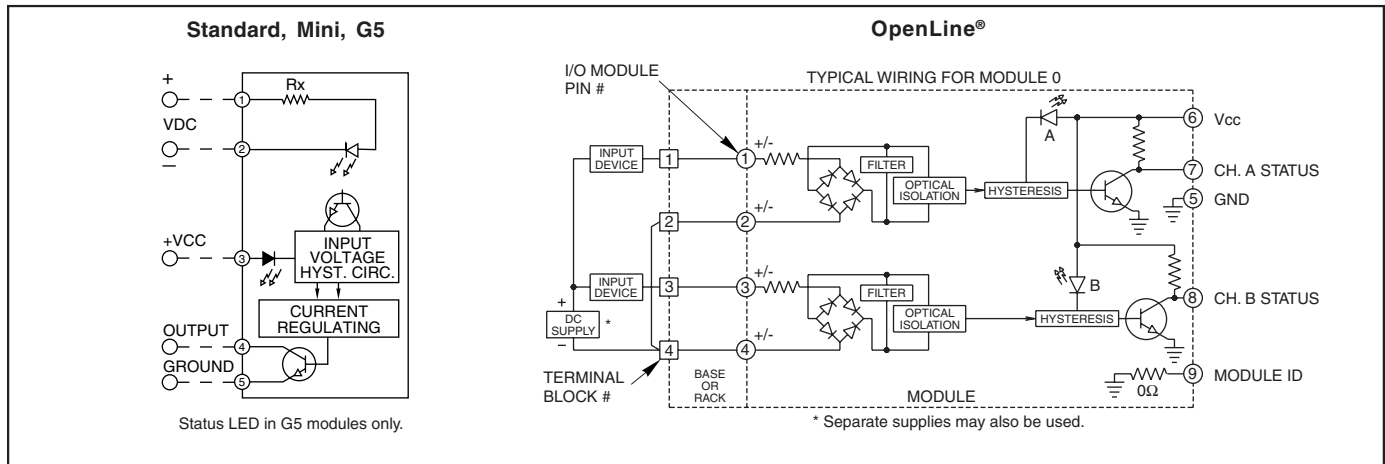 Standard, Mini, G5
+
1
Rx
VDC
2
–
+VCC
3
INPUT
VOLTAGE
HYST. CIRC.
CURRENT
REGULATING
OUTPUT
4
GROUND
5
Status LED in G5 modules only.
OpenLine®
I/O MODULE
PIN #
TYPICAL WIRING FOR MODULE 0
INPUT
DEVICE
1
1
+/-
FILTER
OPTICAL
ISOLATION
HYSTERESIS
A
6
Vcc
7
CH. A STATUS
5
GND
2
2
+/-
INPUT
DEVICE
3
3
+/-
FILTER
OPTICAL
ISOLATION
HYSTERESIS
B
8
CH. B STATUS
+
DC
SUPPLY
*
–
4
4
+/-
TERMINAL
BLOCK #
BASE
OR
RACK
MODULE
0Ω
9
MODULE ID
* Separate supplies may also be used.